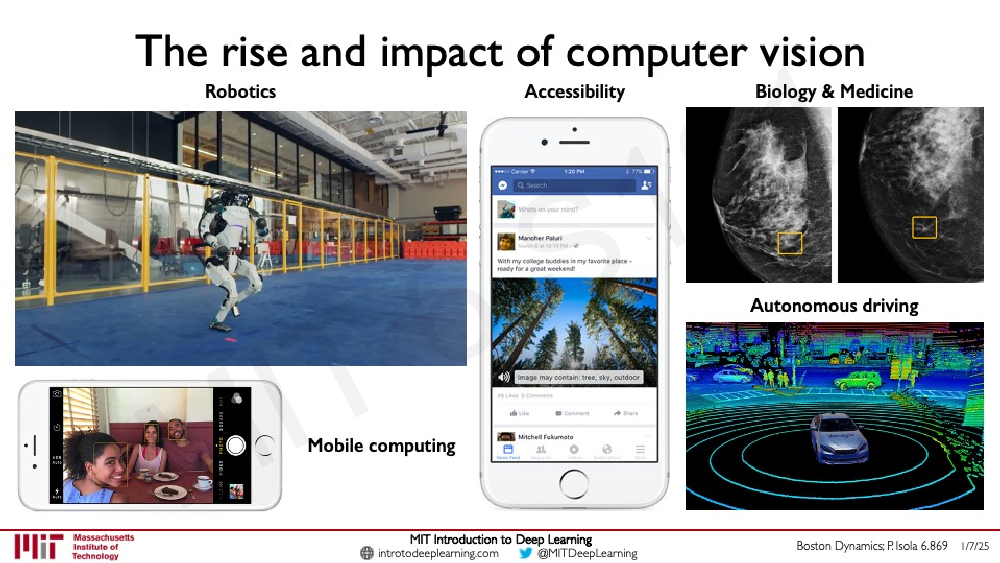 The rise and impact of computer vision
Robotics
Accessibility
Biology & Medicine
Carrier
1:20 PM
77%
Search
What's on your mind?
Manohar Paluri
March 8 at 10:14 PM
With my college buddies in my favorite place -
ready for a great weekend!
Image may contain: tree, sky, outdoor
48 Likes 6 Comments
Like
Comment
Share
Mitchell Fukumoto
News Feed
Autonomous driving
Mobile computing
Massachusetts
Institute of
Technology
MIT Introduction to Deep Learning
introtodeeplearning.com
@MITDeepLearning
Boston Dynamics; P. Isola 6.869
1/7/25